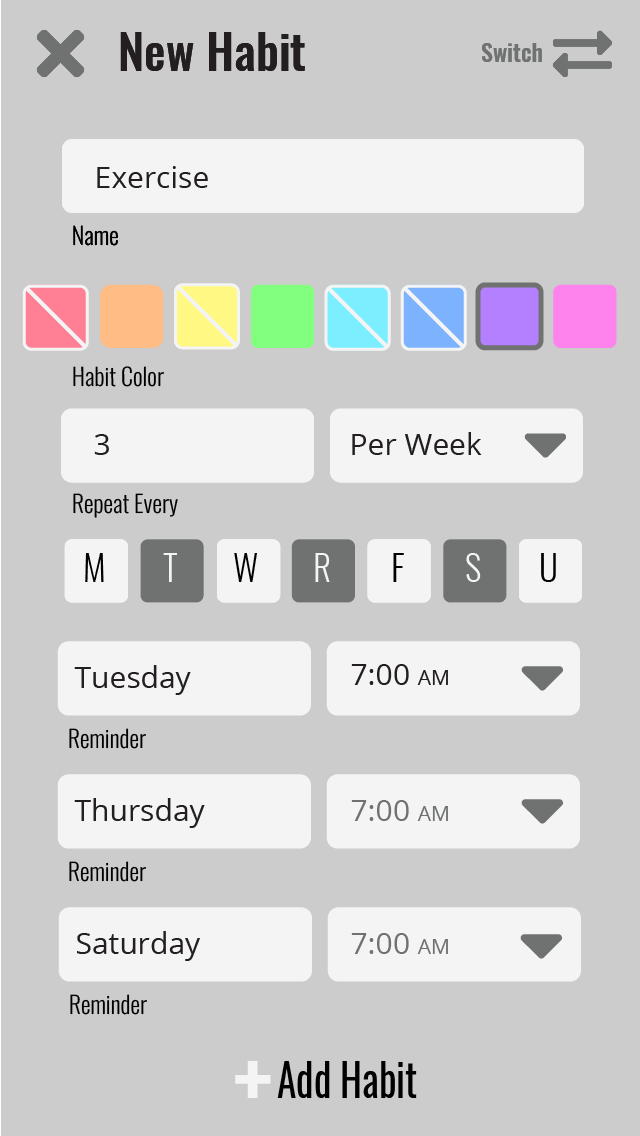 New Habit Switch
Exercise
Name
Habit Color
3 Per Week
Repeat Every
M T W R F S U
Tuesday 7:00 AM
Reminder
Thursday 7:00 AM
Reminder
Saturday 7:00 AM
Reminder
Add Habit